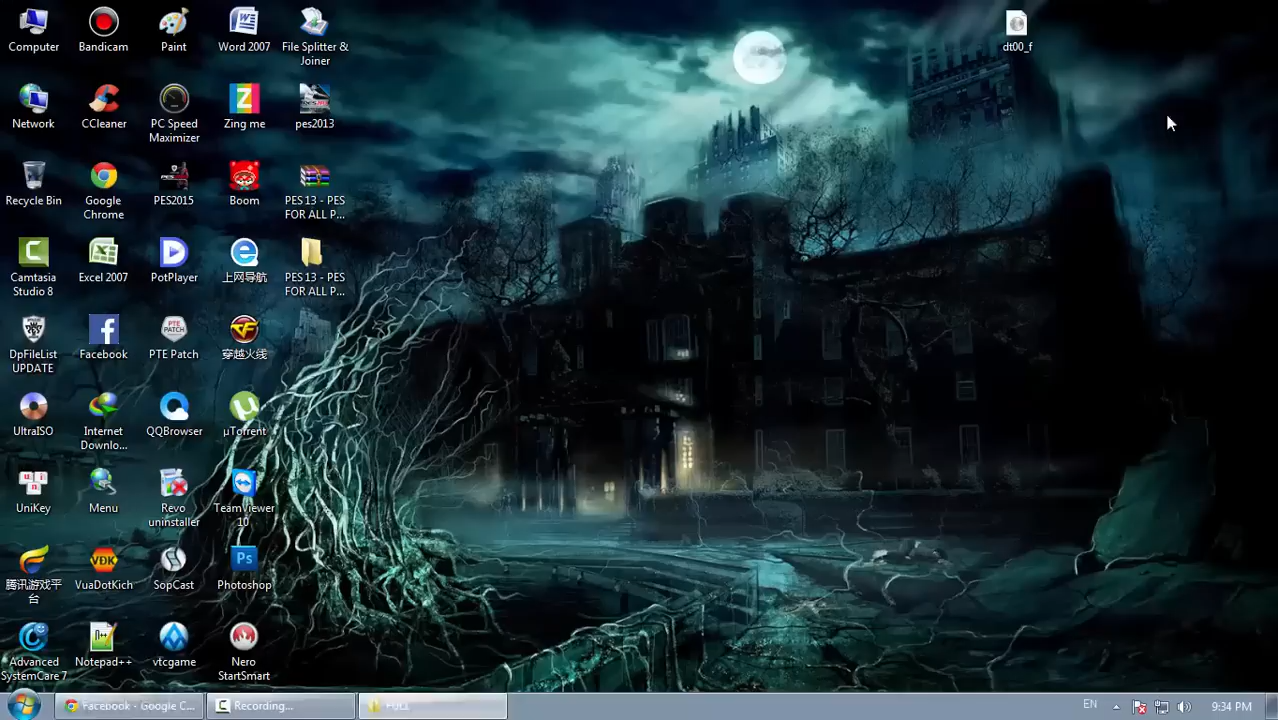 Computer
Bandicam
Paint
Word 2007
File Splitter &
Joiner
dt00_f
Network
CCleaner
PC Speed
Maximizer
Zing me
pes2013
Recycle Bin
Google
Chrome
PES2015
Boom
PES 13 - PES
FOR ALL P...
Camtasia
Studio 8
Excel 2007
PotPlayer
上网导航
PES 13 - PES
FOR ALL P...
DpFileList
UPDATE
Facebook
PTE Patch
穿越火线
UltraISO
Internet
Downlo...
QQBrowser
µTorrent
UniKey
Menu
Revo
uninstaller
TeamViewer
10
腾讯游戏平
台
VuaDotKich
SopCast
Photoshop
Advanced
SystemCare 7
Notepad++
vtcgame
Nero
StartSmart
Facebook - Google C...
Recording...
EN
9:34 PM